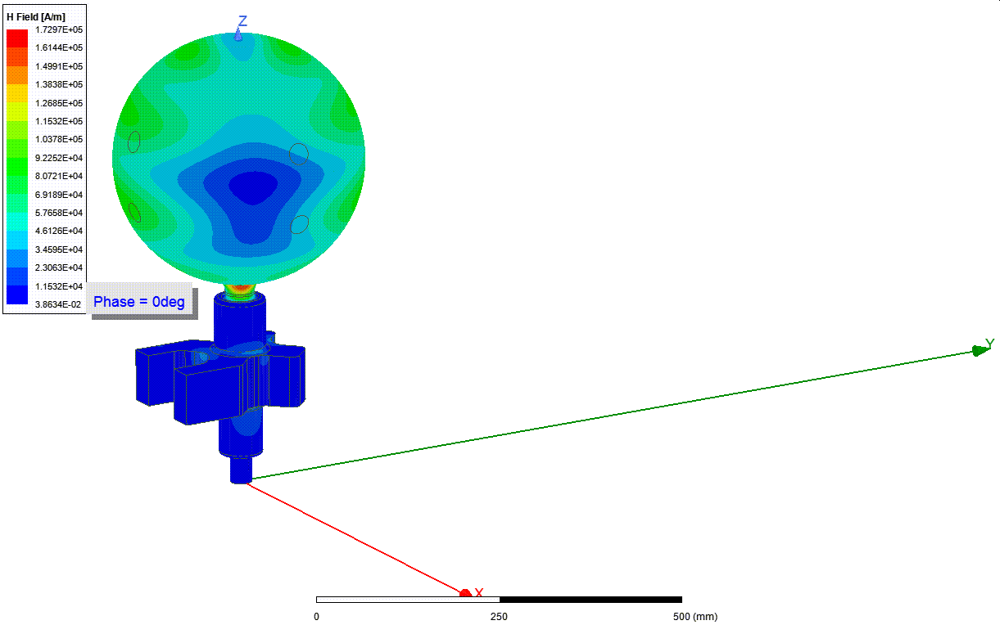 H Field [A/m]
1.7297E+05
1.6144E+05
1.4991E+05
1.3838E+05
1.2685E+05
1.1532E+05
1.0378E+05
9.2252E+04
8.0721E+04
6.9189E+04
5.7658E+04
4.6126E+04
3.4595E+04
2.3063E+04
1.1532E+04
3.8634E-02
Z
Phase = 0deg
Y
X
0
250
500 (mm)